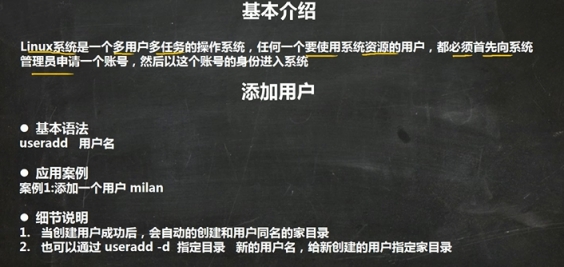 基本介绍
Linux系统是一个多用户多任务的操作系统，任何一个要使用系统资源的用户，都必须首先向系统
管理员申请一个账号，然后以这个账号的身份进入系统
添加用户
● 基本语法
useradd 用户名
● 应用案例
案例1:添加一个用户 milan
● 细节说明
1. 当创建用户成功后，会自动的创建和用户同名的家目录
2. 也可以通过 useradd -d 指定目录 新的用户名，给新创建的用户指定家目录